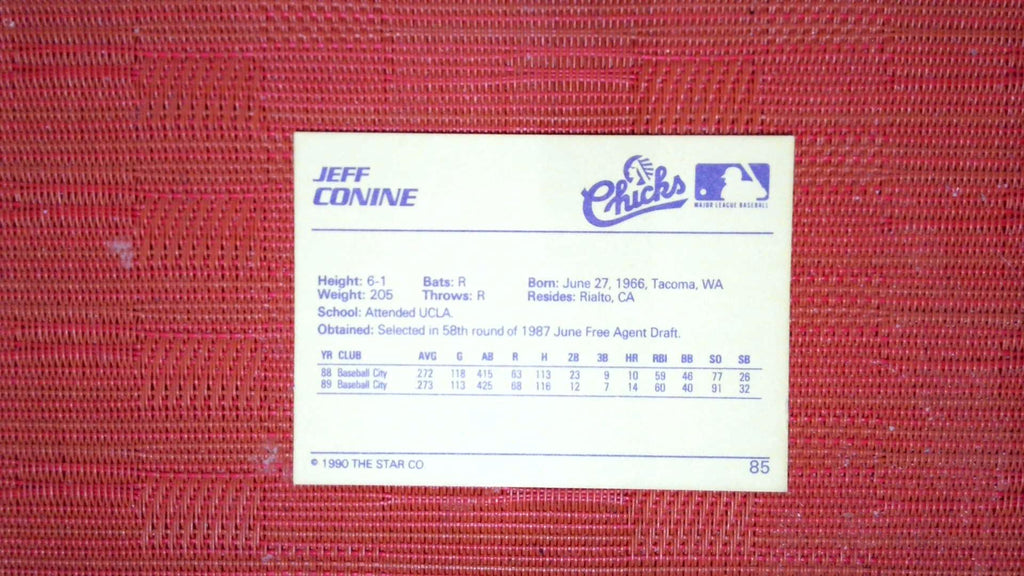 JEFF
CONINE
Chicks
MAJOR LEAGUE BASEBALL
Height: 6-1 Bats: R Born: June 27, 1966, Tacoma, WA
Weight: 205 Throws: R Resides: Rialto, CA
School: Attended UCLA.
Obtained: Selected in 58th round of 1987 June Free Agent Draft.
YR CLUB AVG G AB R H 2B 3B HR RBI BB SO SB
88 Baseball City .272 118 415 63 113 23 9 10 59 46 77 26
89 Baseball City .273 113 425 68 116 12 7 14 60 40 91 32
© 1990 THE STAR CO 85